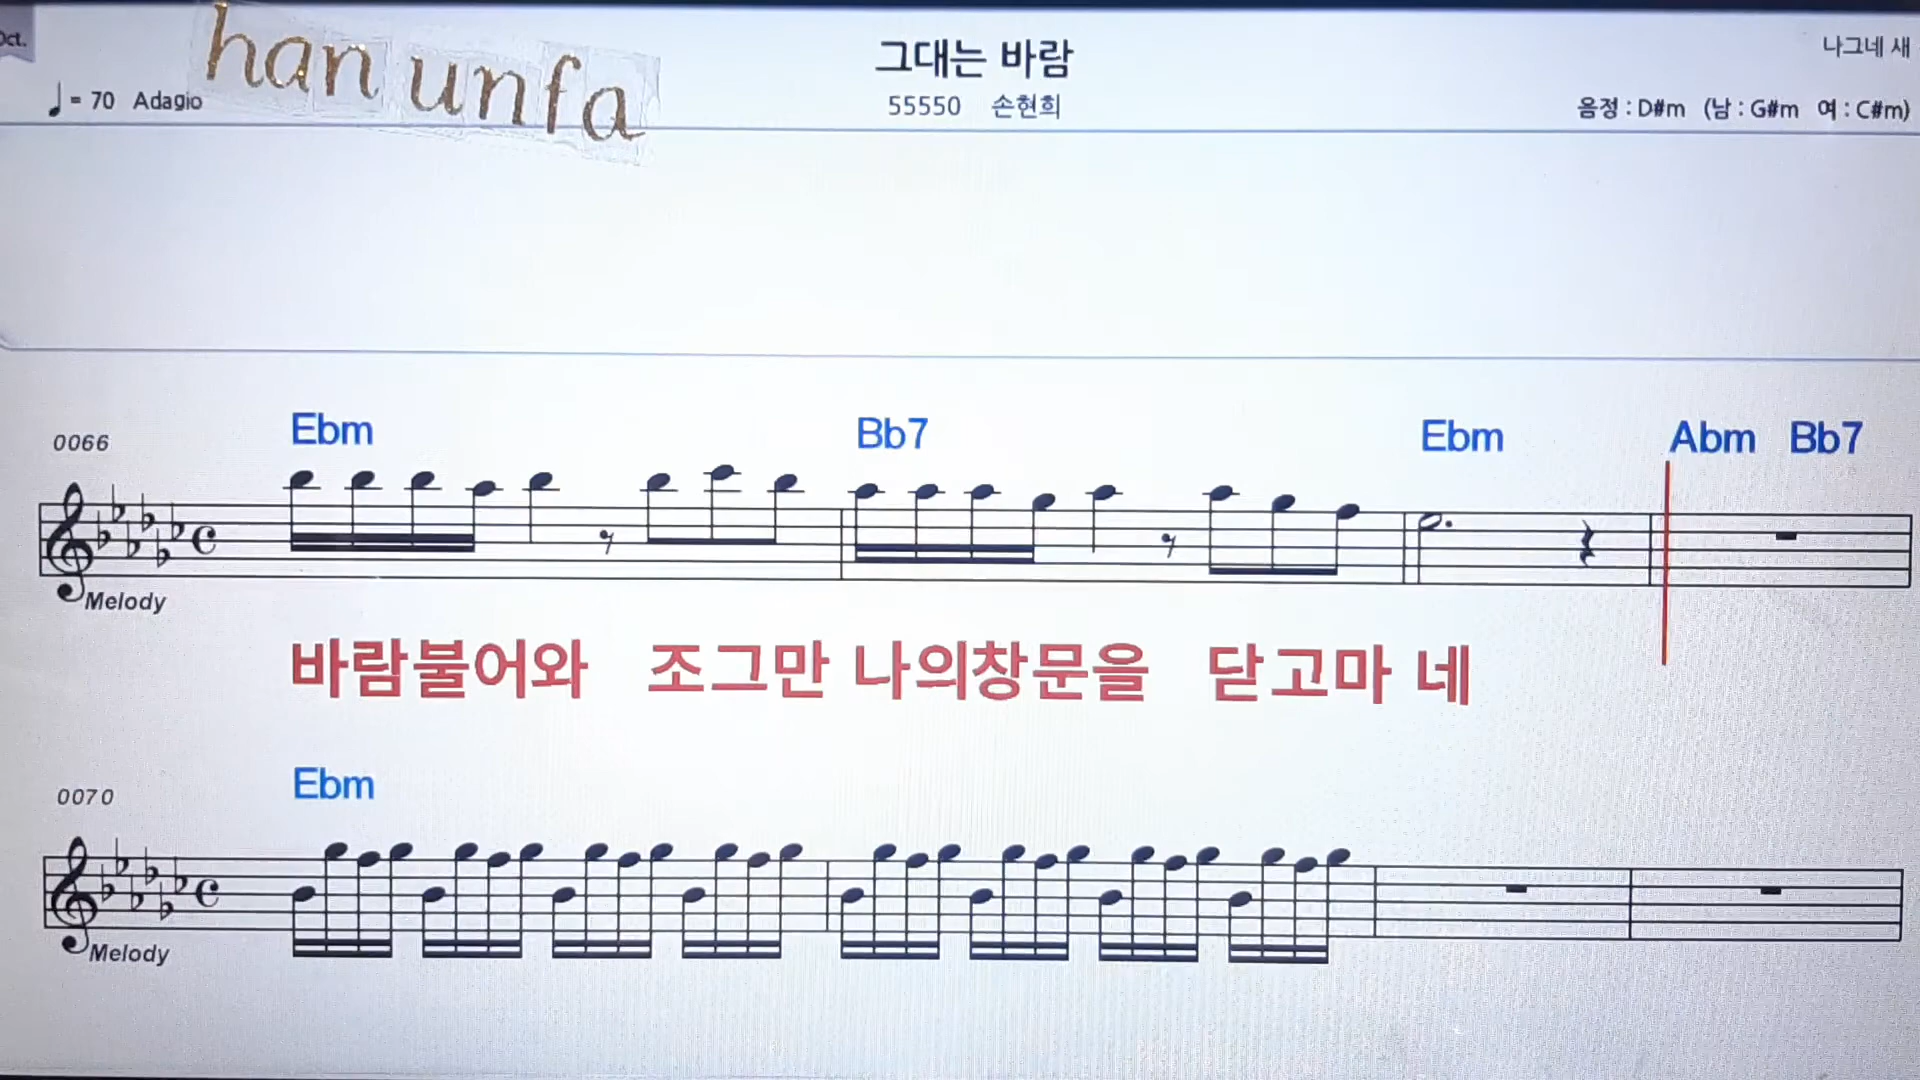 Oct.
han unfa
그대는 바람
나그네 새
♩ = 70 Adagio
55550 손현희
음정 : D#m (남 : G#m 여 : C#m)
Ebm Bb7 Ebm Abm Bb7
0066
Melody
바람불어와 조그만 나의창문을 닫고마 네
Ebm
0070
Melody